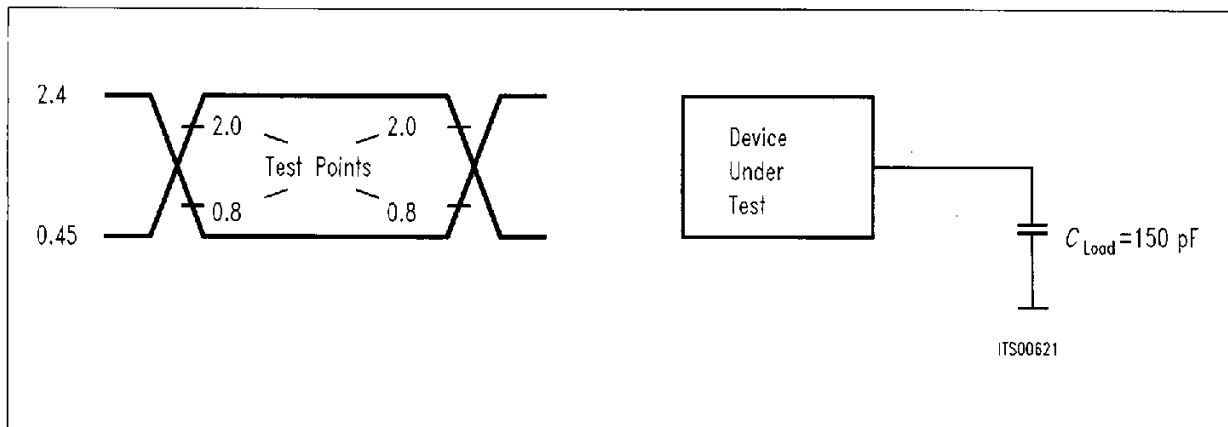 2.4
2.0
2.0
Test Points
0.8
0.8
0.45
Device
Under
Test
C Load =150 pF
ITS00621